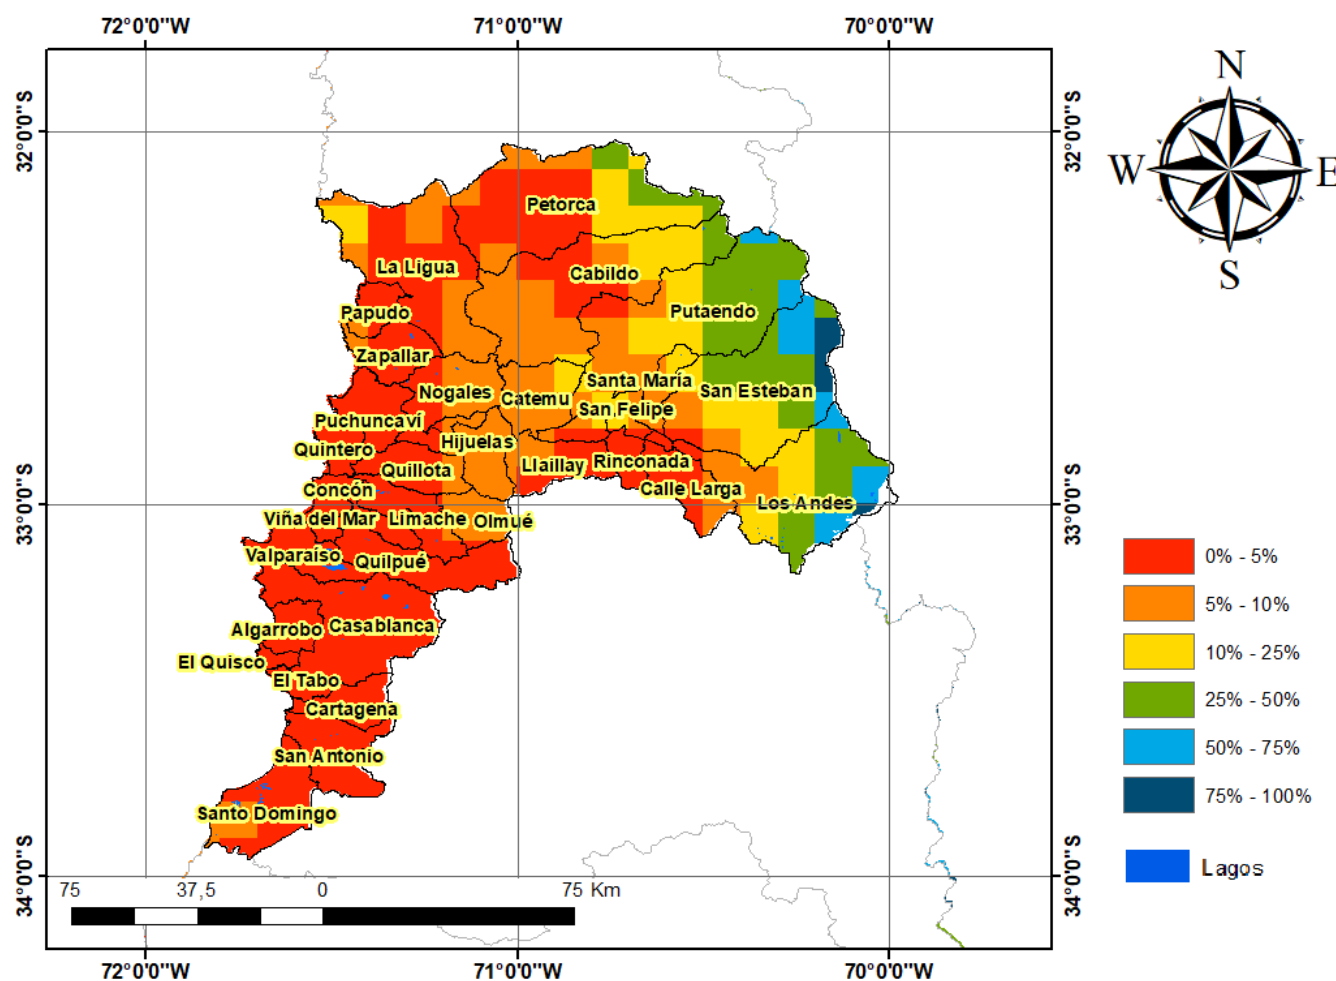 72°0'0"W 71°0'0"W 70°0'0"W
N
W E
S
32°0'0"S 32°0'0"S
Petorca
La Ligua
Cabildo
Papudo
Putaendo
Zapallar
Santa María
Nogales
San Esteban
Catemu
San Felipe
Puchuncaví
Hijuelas
Quintero
Llaillay
Rinconada
Quillota
Concón
Calle Larga
33°0'0"S 33°0'0"S
Los Andes
Viña del Mar
Limache
Olmué
Valparaíso
Quilpué
Algarrobo
Casablanca
El Quisco
El Tabo
Cartagena
San Antonio
Santo Domingo
0% - 5%
5% - 10%
10% - 25%
25% - 50%
50% - 75%
75% - 100%
Lagos
34°0'0"S 34°0'0"S
75 37,5 0 75 Km
72°0'0"W 71°0'0"W 70°0'0"W